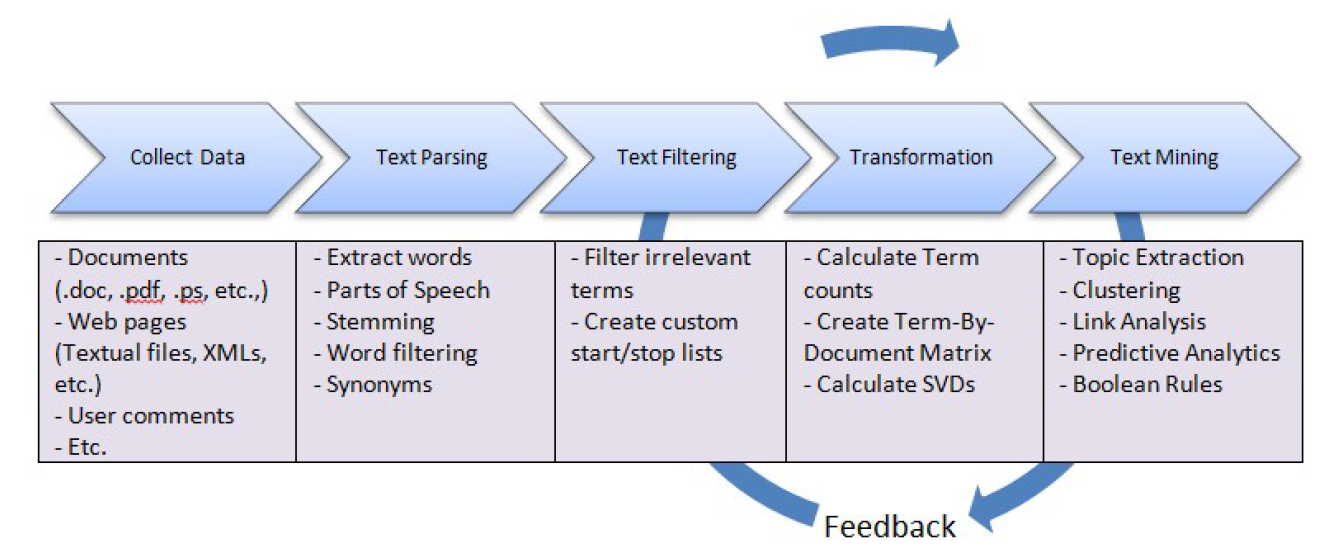 Collect Data
Text Parsing
Text Filtering
Transformation
Text Mining
- Documents
(.doc, .pdf, .ps, etc.,)
- Web pages
(Textual files, XMLs,
etc.)
- User comments
- Etc.
- Extract words
- Parts of Speech
- Stemming
- Word filtering
- Synonyms
- Filter irrelevant
terms
- Create custom
start/stop lists
- Calculate Term
counts
- Create Term-By-
Document Matrix
- Calculate SVDs
- Topic Extraction
- Clustering
- Link Analysis
- Predictive Analytics
- Boolean Rules
Feedback